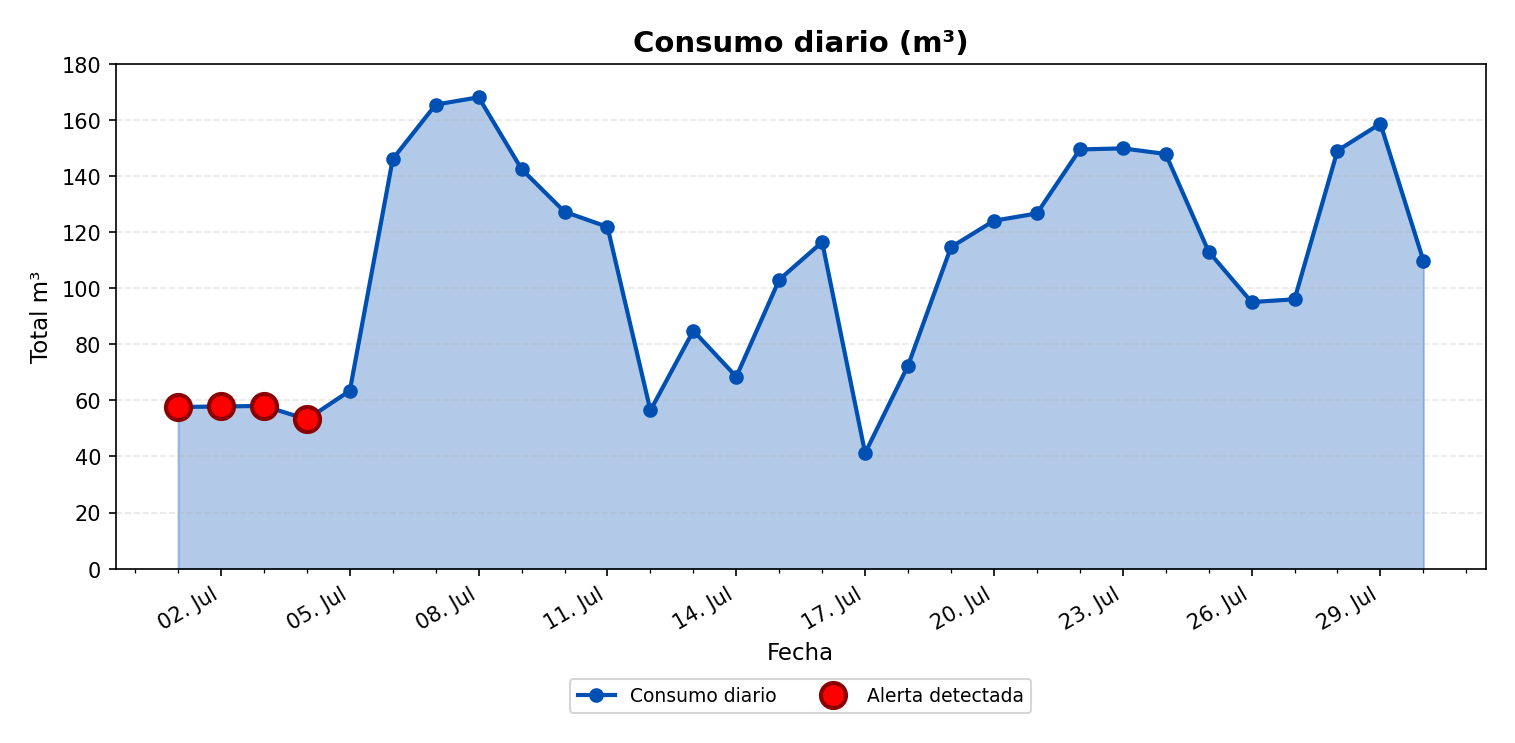 Consumo diario (m³)
180
160
140
120
100
80
60
40
20
0
Total m³
02. Jul
05. Jul
08. Jul
11. Jul
14. Jul
17. Jul
20. Jul
23. Jul
26. Jul
29. Jul
Fecha
Consumo diario
Alerta detectada